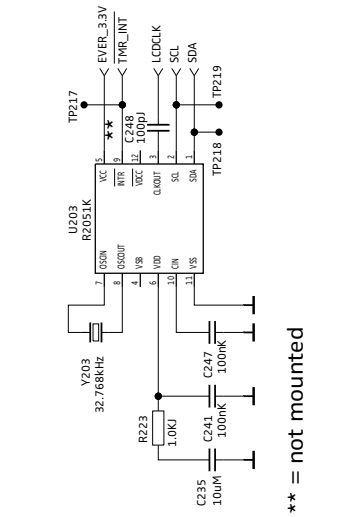 EVER_3.3V
TMR_INT
LCDCLK
SCL
SDA
TP217
**
C248
100pJ
TP219
TP218
5
9
12
3
2
1
VCC
INTR
VDCC
CLKOUT
SCL
SDA
U203
R2051K
OSCIN
OSCOUT
VSB
VDD
CIN
VSS
7
8
4
6
10
11
Y203
32.768kHz
C247
100nK
R223
1.0KJ
C241
100nK
C235
10uM
** = not mounted